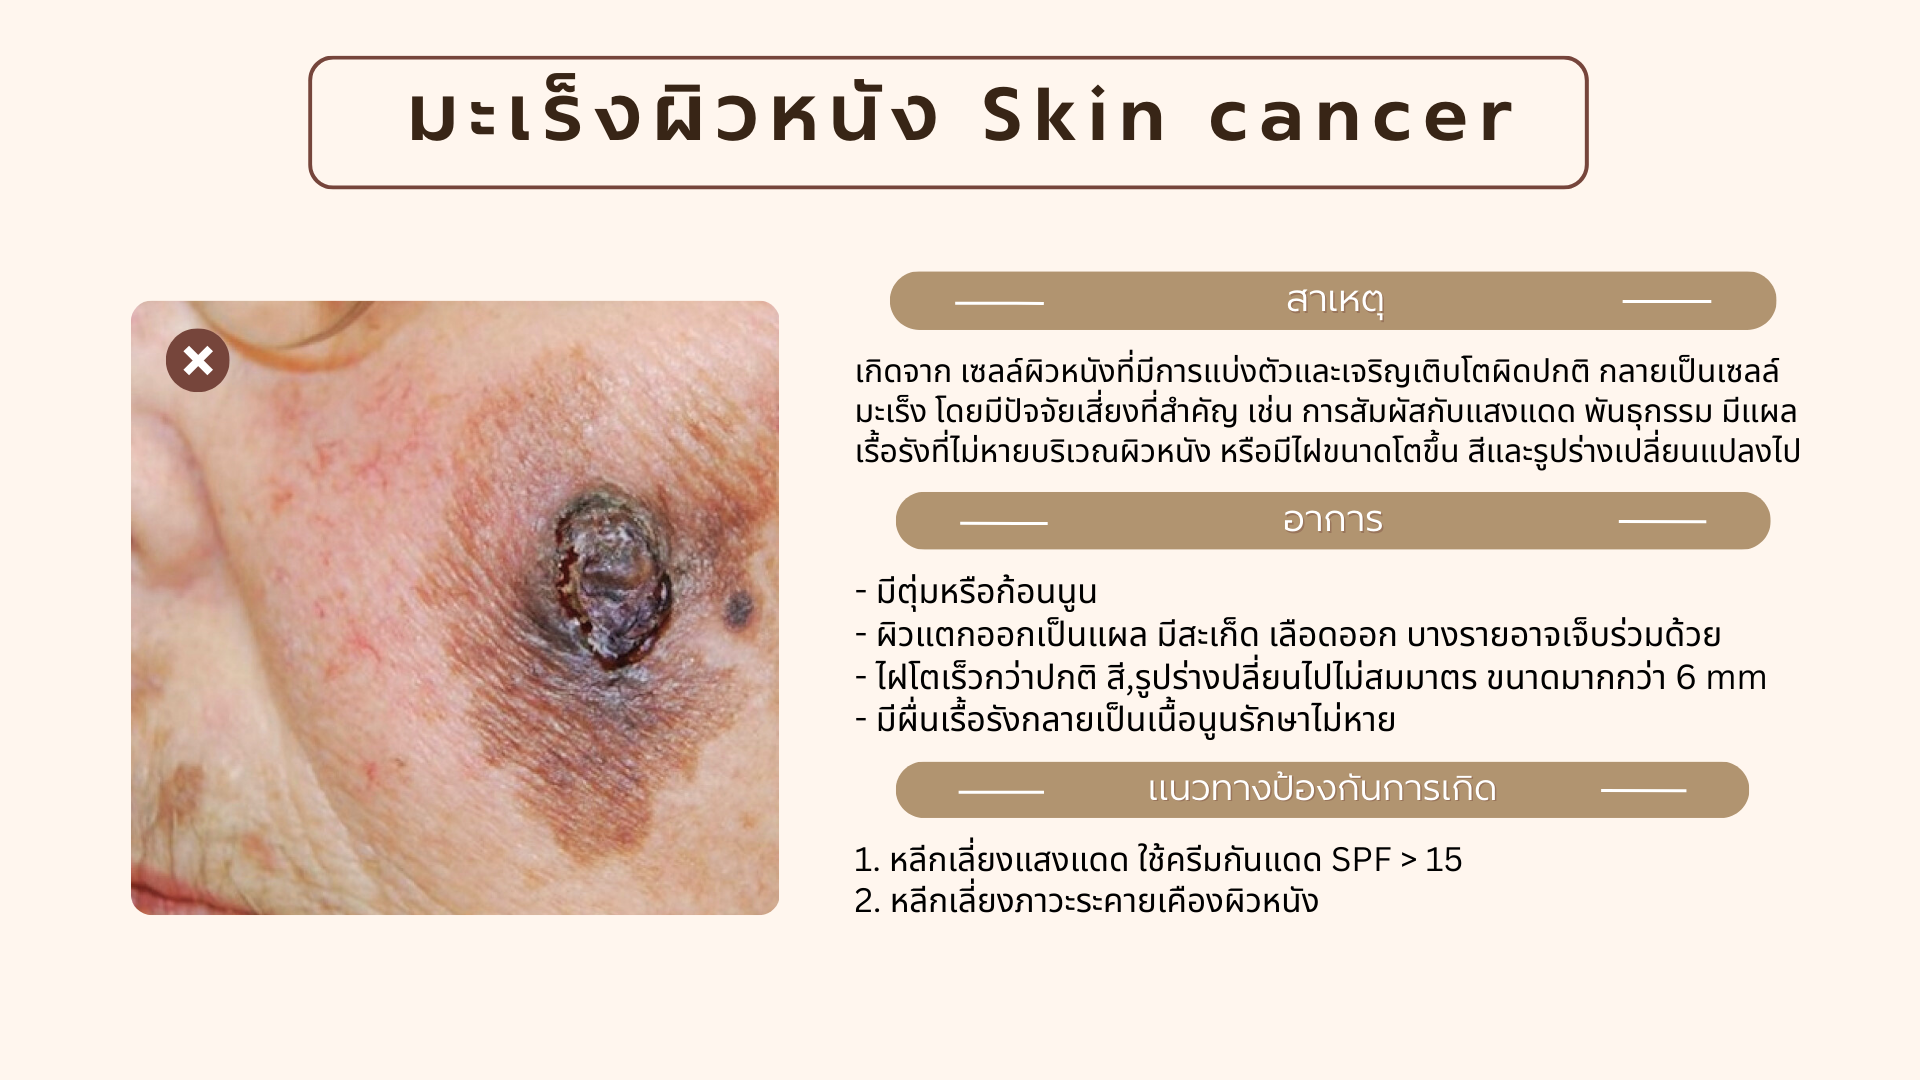 มะเร็งผิวหนัง Skin cancer
สาเหตุ
เกิดจาก เซลล์ผิวหนังที่มีการแบ่งตัวและเจริญเติบโตผิดปกติ กลายเป็นเซลล์
มะเร็ง โดยมีปัจจัยเสี่ยงที่สำคัญ เช่น การสัมผัสกับแสงแดด พันธุกรรม มีแผล
เรื้อรังที่ไม่หายบริเวณผิวหนัง หรือมีไฝขนาดโตขึ้น สีและรูปร่างเปลี่ยนแปลงไป
อาการ
- มีตุ่มหรือก้อนนูน
- ผิวแตกออกเป็นแผล มีสะเก็ด เลือดออก บางรายอาจเจ็บร่วมด้วย
- ไฝโตเร็วกว่าปกติ สี,รูปร่างปลี่ยนไปไม่สมมาตร ขนาดมากกว่า 6 mm
- มีผื่นเรื้อรังกลายเป็นเนื้อนูนรักษาไม่หาย
แนวทางป้องกันการเกิด
1. หลีกเลี่ยงแสงแดด ใช้ครีมกันแดด SPF > 15
2. หลีกเลี่ยงภาวะระคายเคืองผิวหนัง